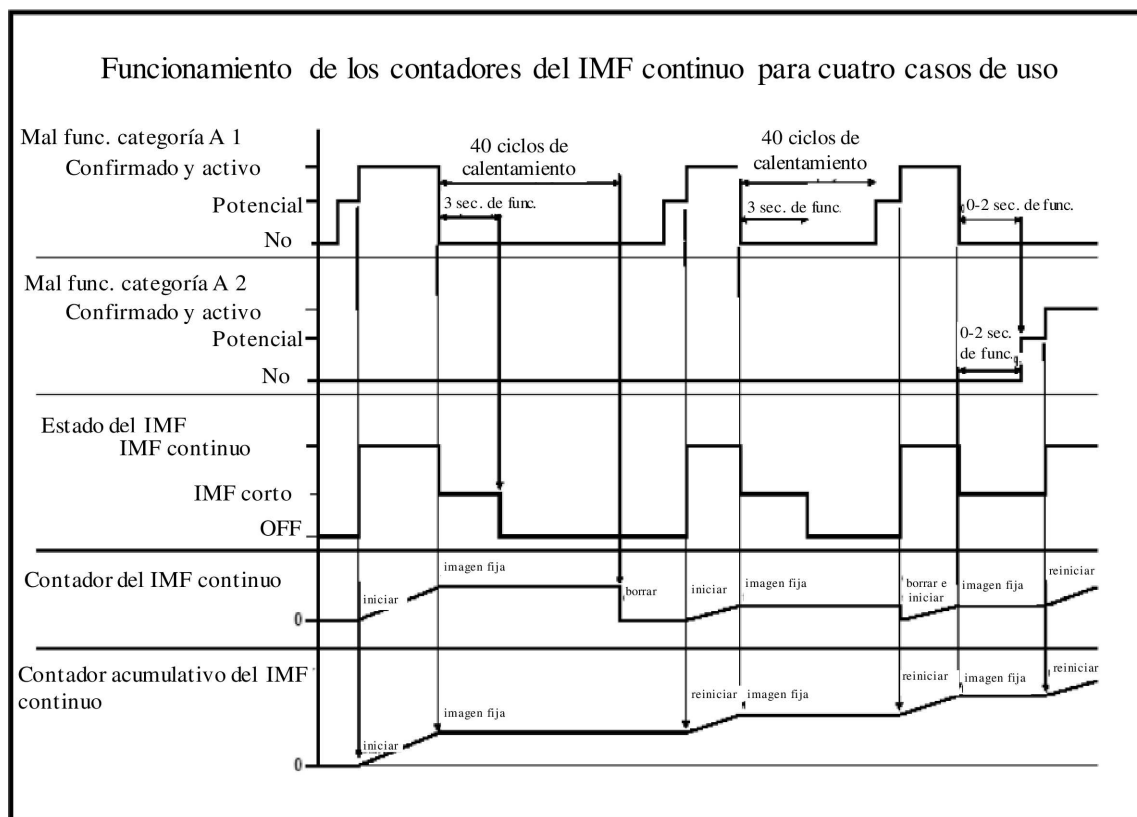 Funcionamiento de los contadores del IMF continuo para cuatro casos de uso
Mal func. categoría A 1
Confirmado y activo
Potencial
No
40 ciclos de
calentamiento
3 sec. de func.
40 ciclos de
calentamiento
3 sec. de func.
0-2 sec. de func.
Mal func. categoría A 2
Confirmado y activo
Potencial
No
0-2 sec.
de func.
Estado del IMF
IMF continuo
IMF corto
OFF
Contador del IMF continuo
0
iniciar
imagen fija
borrar
iniciar
imagen fija
borrar e
iniciar
imagen fija
reiniciar
Contador acumulativo del IMF
continuo
0
iniciar
imagen fija
reiniciar
imagen fija
reiniciar
imagen fija
reiniciar